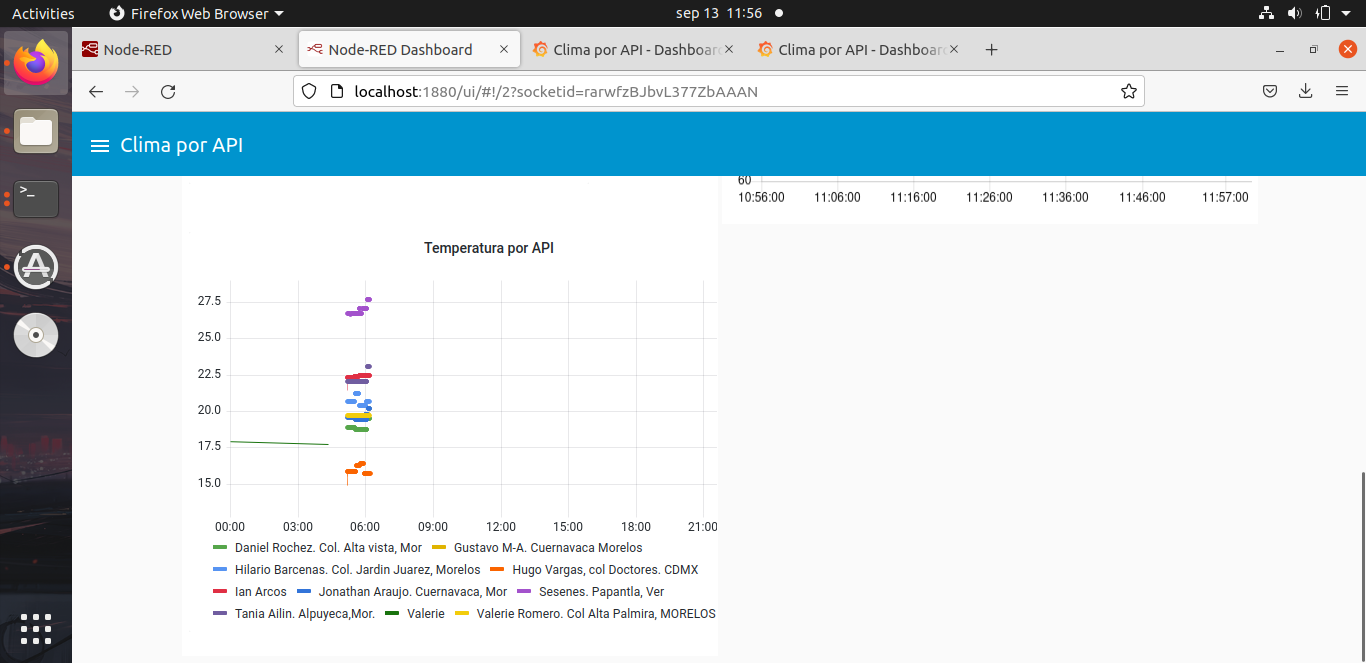 Activities Firefox Web Browser sep 13 11:56
Node-RED Node-RED Dashboard Clima por API - Dashboar Clima por API - Dashboar
localhost:1880/ui/#!/2?socketid=rarwfzBJbvL377ZbAAAN
Clima por API
60
10:56:00 11:06:00 11:16:00 11:26:00 11:36:00 11:46:00 11:57:00
Temperatura por API
27.5
25.0
22.5
20.0
17.5
15.0
00:00 03:00 06:00 09:00 12:00 15:00 18:00 21:00
Daniel Rochez. Col. Alta vista, Mor Gustavo M-A. Cuernavaca Morelos
Hilario Barcenas. Col. Jardin Juarez, Morelos Hugo Vargas, col Doctores. CDMX
Ian Arcos Jonathan Araujo. Cuernavaca, Mor Sesenes. Papantla, Ver
Tania Ailin. Alpuyeca,Mor. Valerie Valerie Romero. Col Alta Palmira, MORELOS